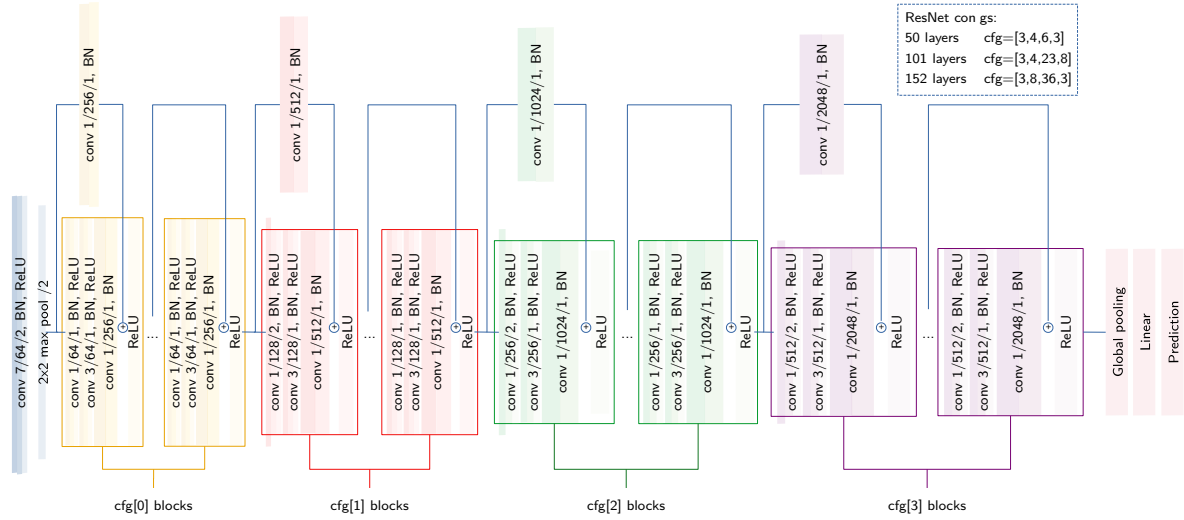 ResNet con gs:
50 layers cfg=[3,4,6,3]
101 layers cfg=[3,4,23,8]
152 layers cfg=[3,8,36,3]
conv 1/256/1, BN
conv 1/512/1, BN
conv 1/1024/1, BN
conv 1/2048/1, BN
conv 7/64/2, BN, ReLU
2x2 max pool /2
conv 1/64/1, BN, ReLU
conv 3/64/1, BN, ReLU
conv 1/256/1, BN
ReLU
...
conv 1/64/1, BN, ReLU
conv 3/64/1, BN, ReLU
conv 1/256/1, BN
ReLU
conv 1/128/2, BN, ReLU
conv 3/128/1, BN, ReLU
conv 1/512/1, BN
ReLU
...
conv 1/128/1, BN, ReLU
conv 3/128/1, BN, ReLU
conv 1/512/1, BN
ReLU
conv 1/256/2, BN, ReLU
conv 3/256/1, BN, ReLU
conv 1/1024/1, BN
ReLU
...
conv 1/256/1, BN, ReLU
conv 3/256/1, BN, ReLU
conv 1/1024/1, BN
ReLU
conv 1/512/2, BN, ReLU
conv 3/512/1, BN, ReLU
conv 1/2048/1, BN
ReLU
...
conv 1/512/2, BN, ReLU
conv 3/512/1, BN, ReLU
conv 1/2048/1, BN
ReLU
Global pooling
Linear
Prediction
cfg[0] blocks
cfg[1] blocks
cfg[2] blocks
cfg[3] blocks